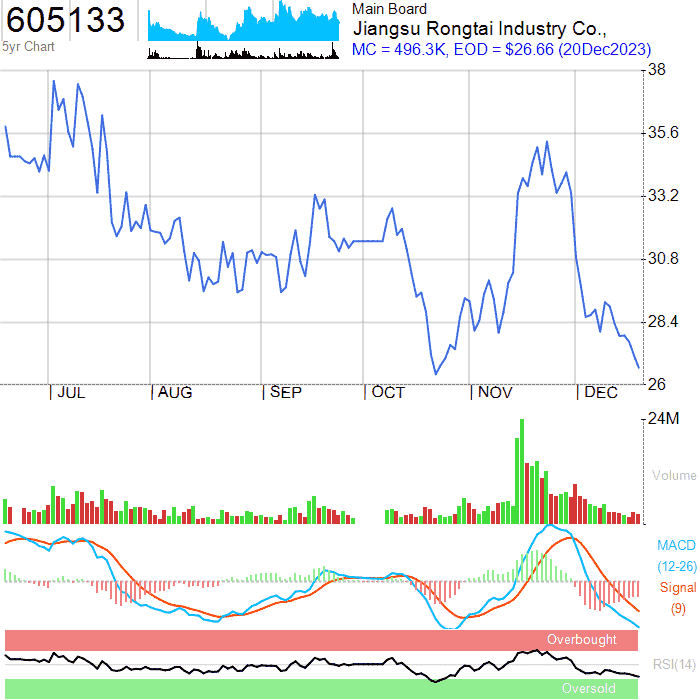 605133
Main Board
Jiangsu Rongtai Industry Co.,
5yr Chart
MC = 496.3K, EOD = $26.66 (20Dec2023)
38
35.6
33.2
30.8
28.4
26
JUL AUG SEP OCT NOV DEC
24M
Volume
MACD
(12-26)
Signal
(9)
Overbought
RSI(14)
Oversold